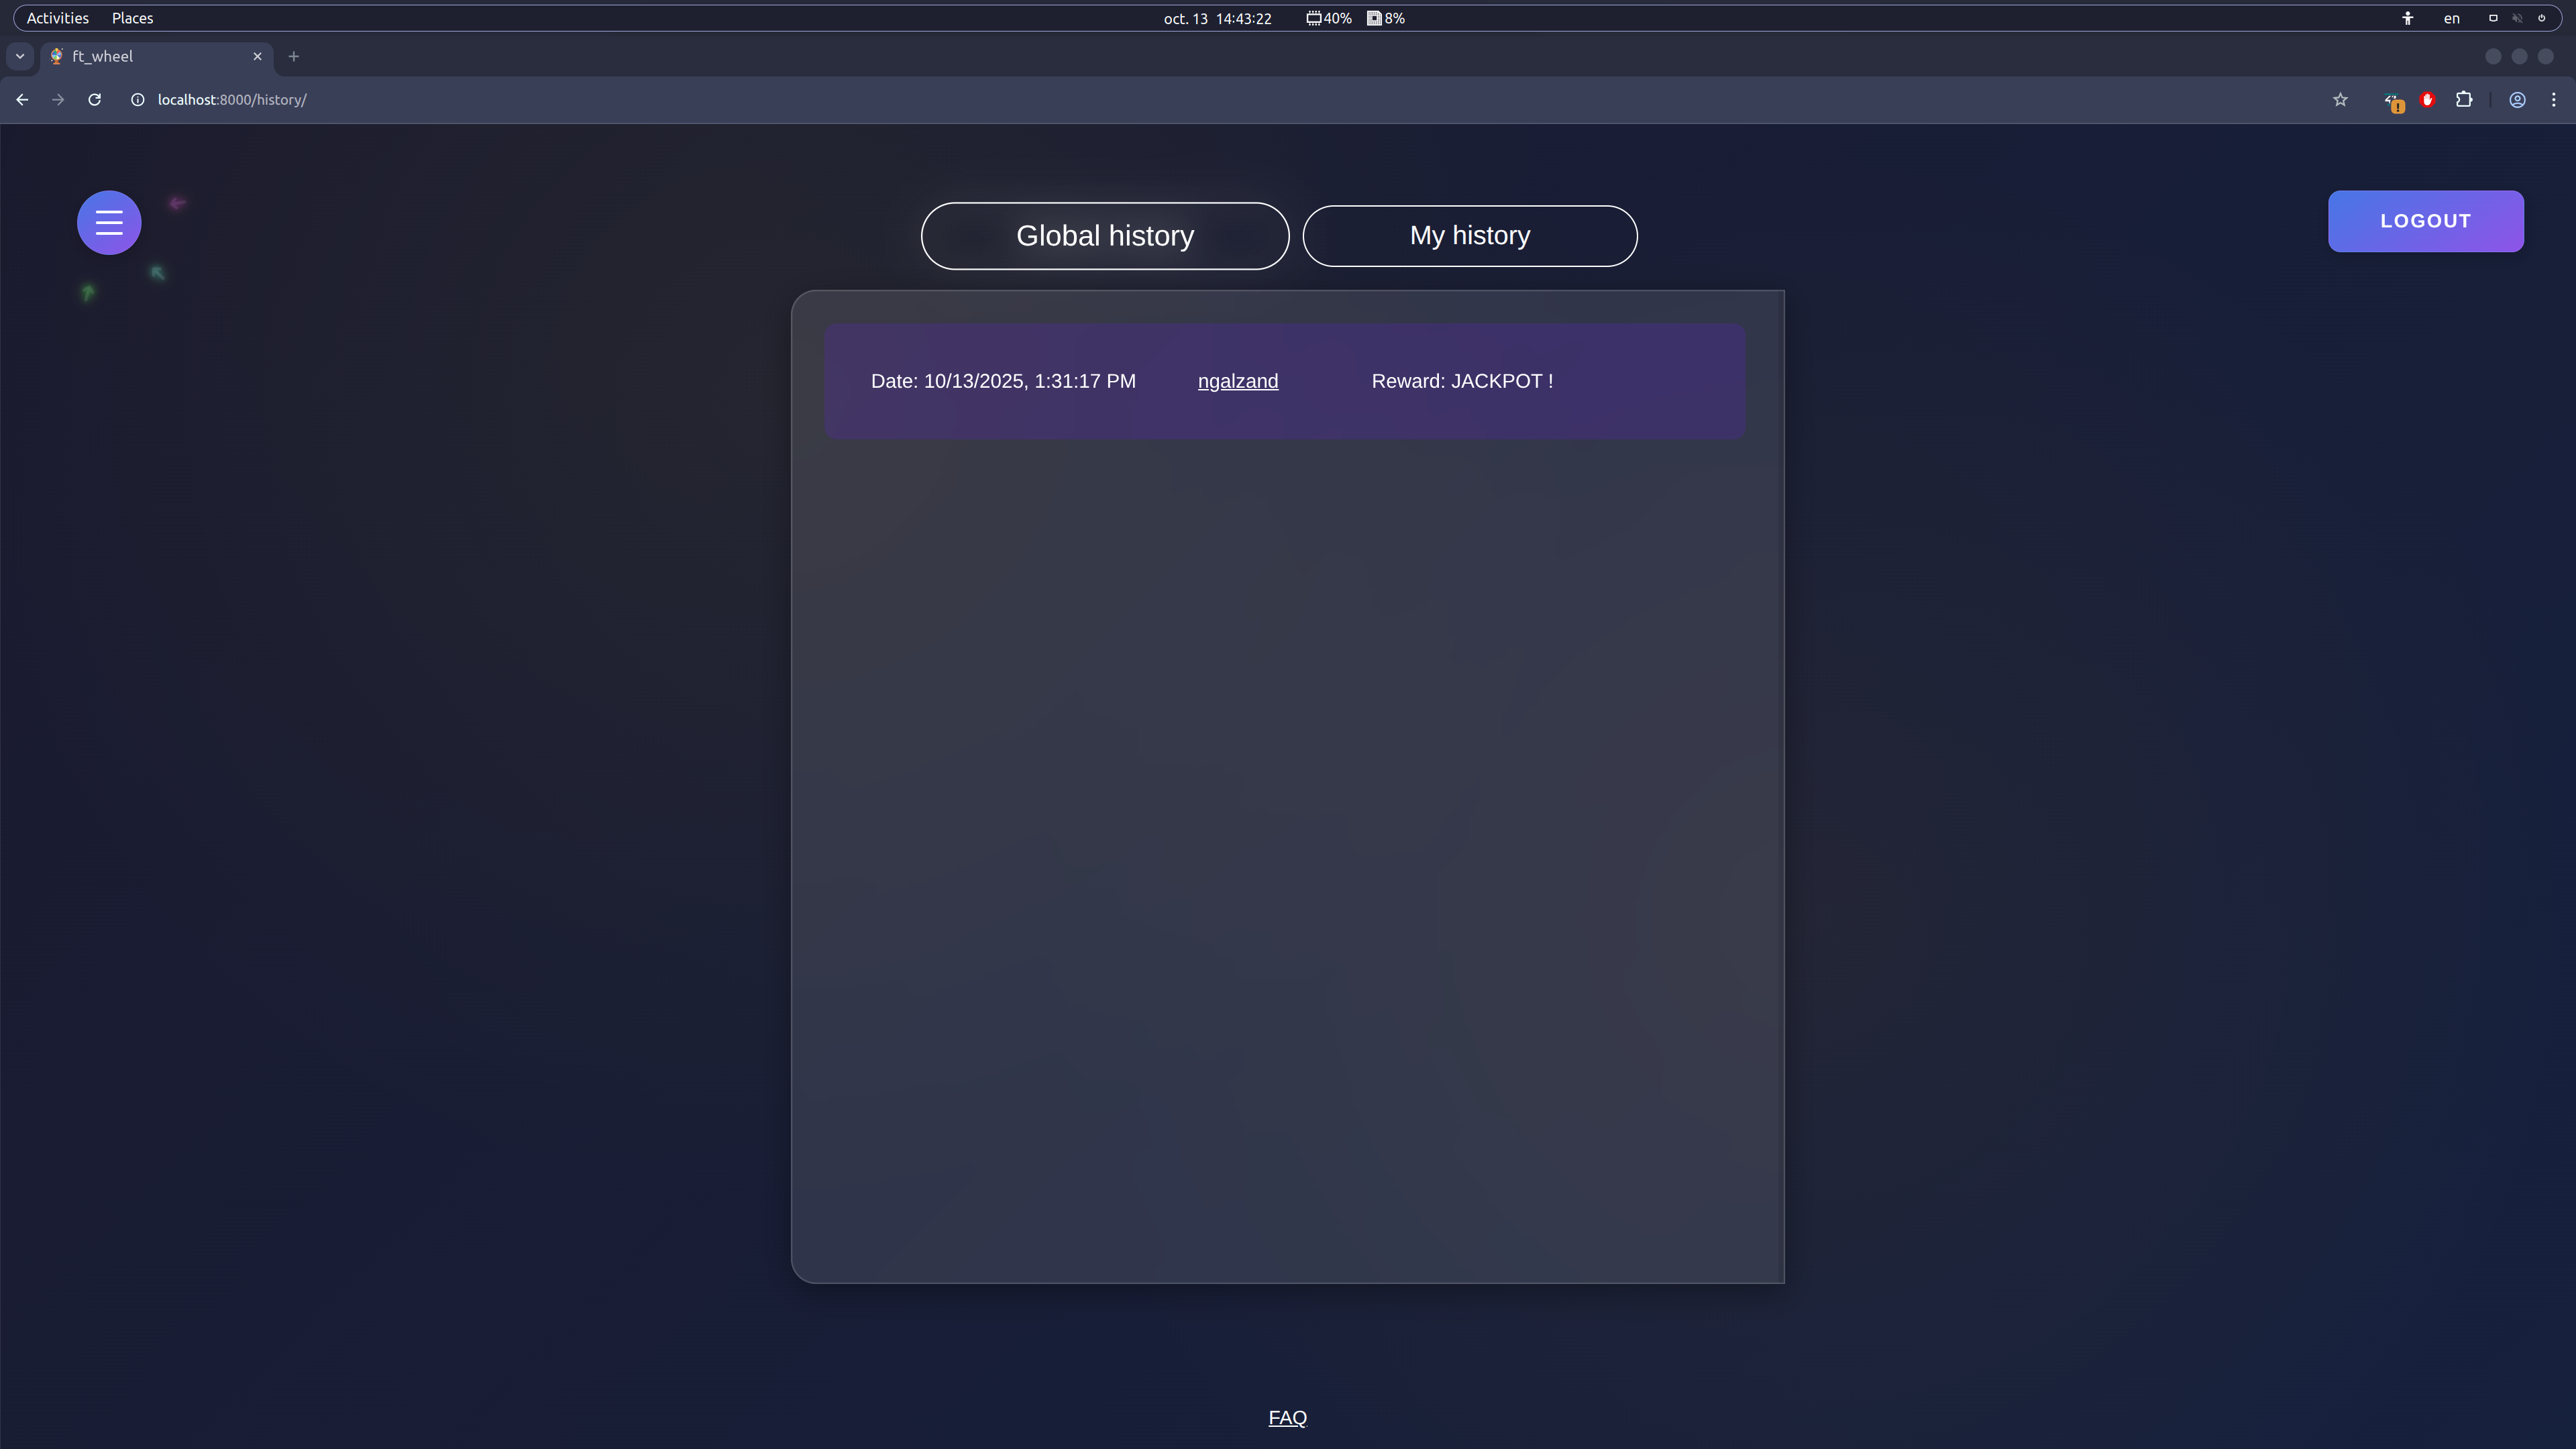 Activities Places oct. 13 14:43:22 40% 8% en
ft_wheel
localhost:8000/history/
Global history My history LOGOUT
Date: 10/13/2025, 1:31:17 PM ngalzand Reward: JACKPOT !
FAQ